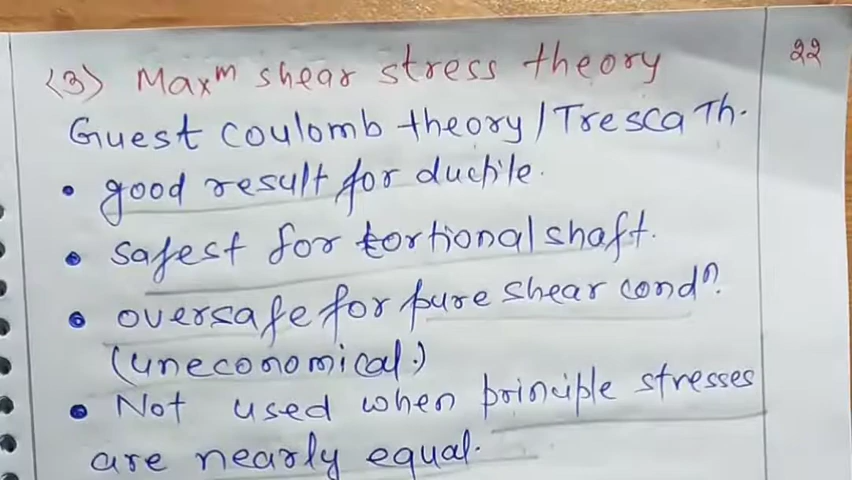 <3> Maxᵐ shear stress theory
22
Guest coulomb theory / Tresca Th.
• good result for ductile.
• safest for tortional shaft.
• oversafe for pure shear condⁿ.
(uneconomical.)
• Not used when principle stresses
are nearly equal.